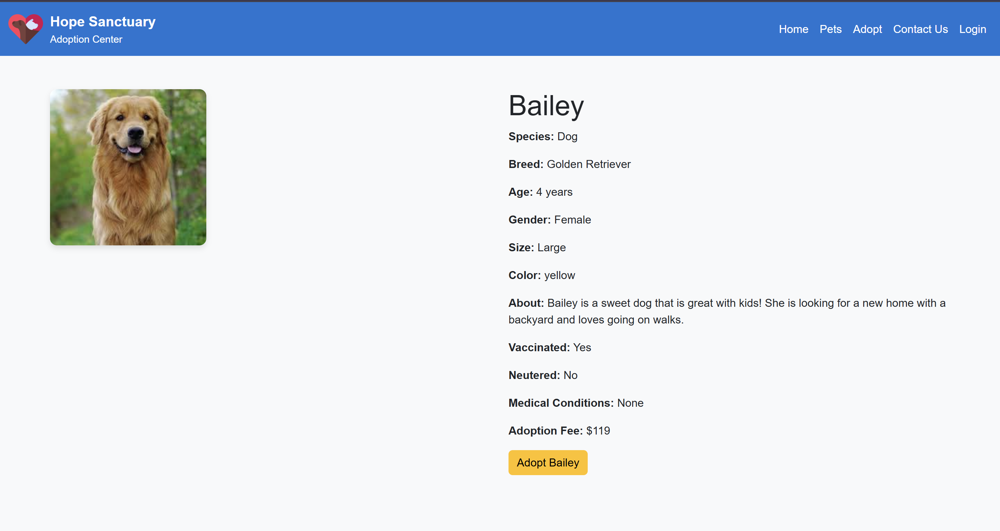 Hope Sanctuary
Adoption Center
Home Pets Adopt Contact Us Login
Bailey
Species: Dog
Breed: Golden Retriever
Age: 4 years
Gender: Female
Size: Large
Color: yellow
About: Bailey is a sweet dog that is great with kids! She is looking for a new home with a
backyard and loves going on walks.
Vaccinated: Yes
Neutered: No
Medical Conditions: None
Adoption Fee: $119
Adopt Bailey